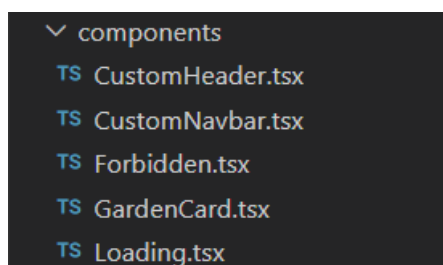 components
TS CustomHeader.tsx
TS CustomNavbar.tsx
TS Forbidden.tsx
TS GardenCard.tsx
TS Loading.tsx